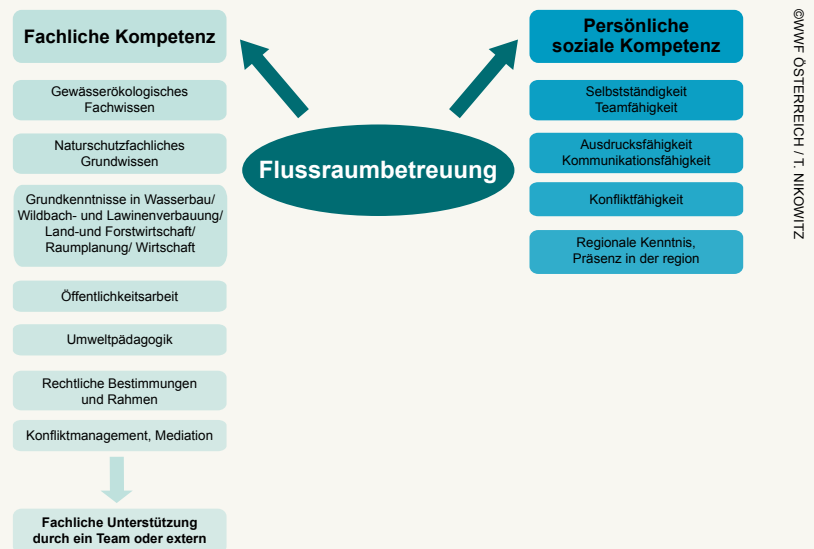 Fachliche Kompetenz
Gewässerökologisches
Fachwissen
Naturschutzfachliches
Grundwissen
Grundkenntnisse in Wasserbau/
Wildbach- und Lawinenverbauung/
Land-und Forstwirtschaft/
Raumplanung/ Wirtschaft
Öffentlichkeitsarbeit
Umweltpädagogik
Rechtliche Bestimmungen
und Rahmen
Konfliktmanagement, Mediation
Fachliche Unterstützung
durch ein Team oder extern
Flussraumbetreuung
Persönliche
soziale Kompetenz
Selbstständigkeit
Teamfähigkeit
Ausdrucksfähigkeit
Kommunikationsfähigkeit
Konfliktfähigkeit
Regionale Kenntnis,
Präsenz in der region
©WWF ÖSTERREICH / T. NIKOWITZ